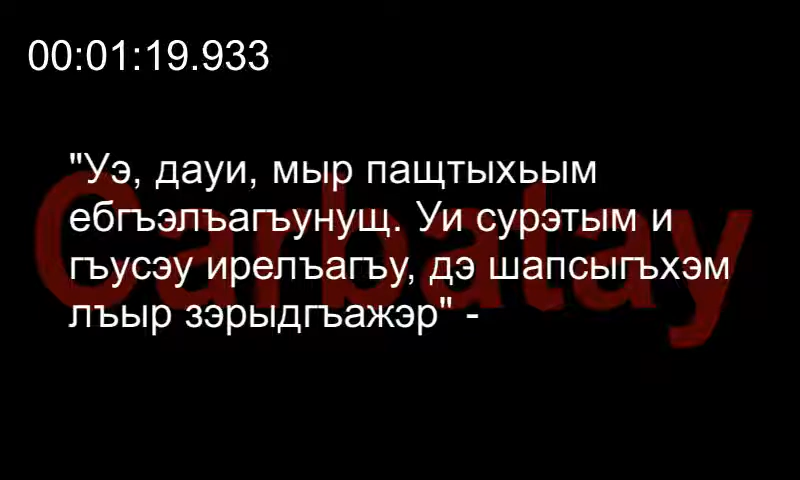 00:01:19.933
"Уэ, дауи, мыр пащтыхьым
ебгъэлъагъунущ. Уи сурэтым и
гъусэу ирелъагъу, дэ шапсыгъхэм
лъыр зэрыдгъажэр" -
Carbatay